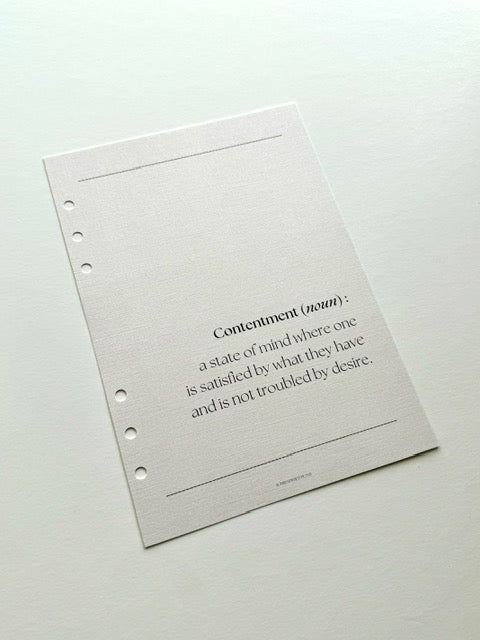 Contentment (noun):
a state of mind where one
is satisfied by what they have
and is not troubled by desire.